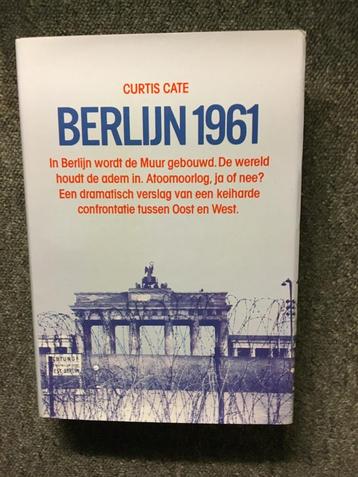 CURTIS CATE
BERLIJN 1961
In Berlijn wordt de Muur gebouwd. De wereld
houdt de adem in. Atoomoorlog, ja of nee?
Een dramatisch verslag van een keiharde
confrontatie tussen Oost en West.